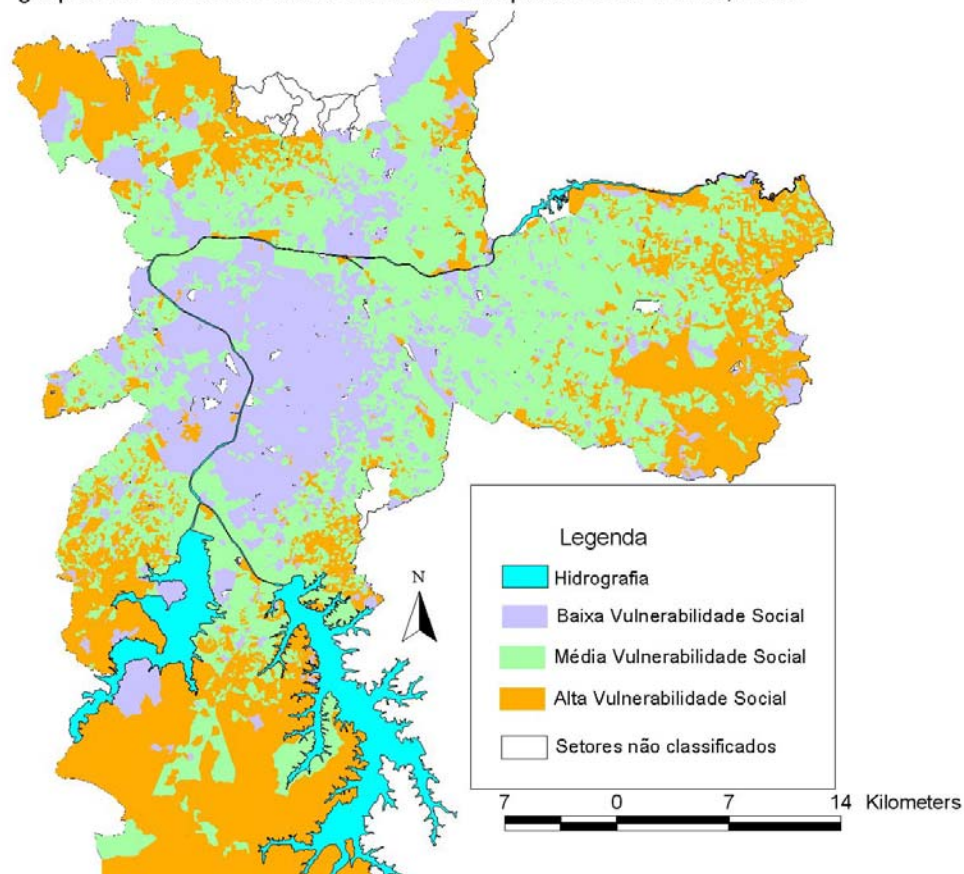 N
Legenda
Hidrografia
Baixa Vulnerabilidade Social
Média Vulnerabilidade Social
Alta Vulnerabilidade Social
Setores não classificados
7 0 7 14 Kilometers